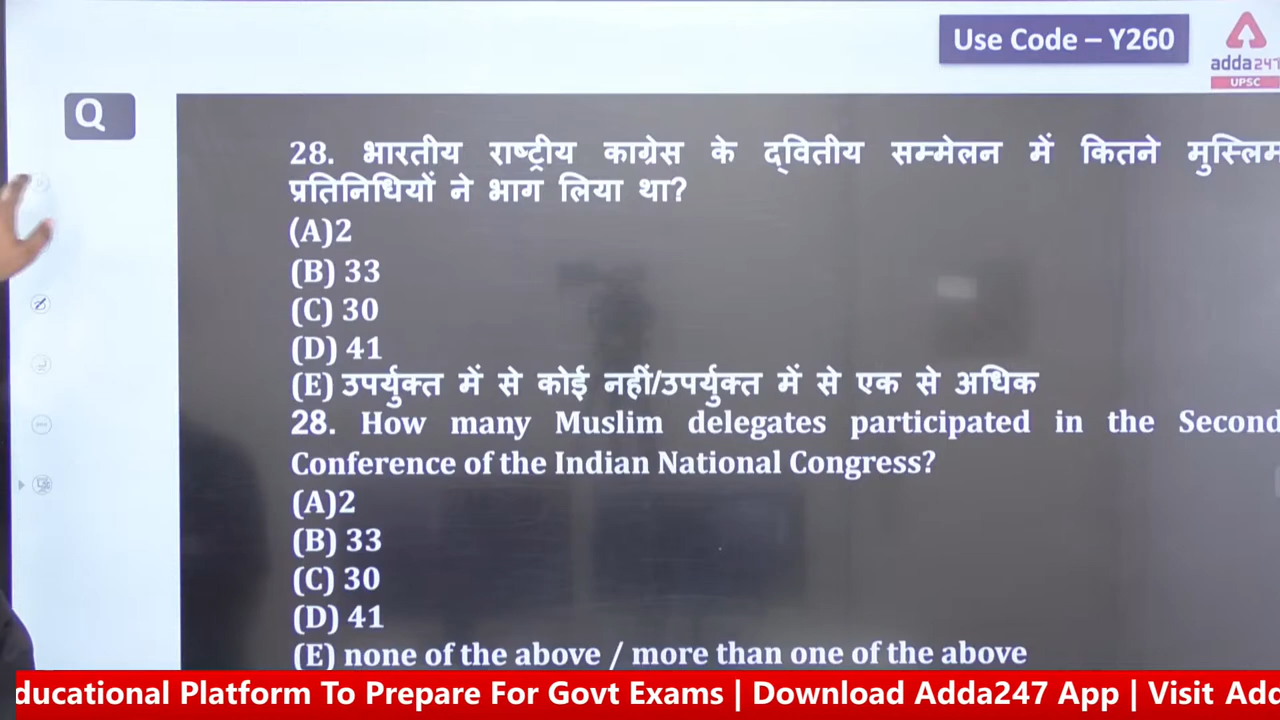 Use Code – Y260
adda247
UPSC
Q
28. भारतीय राष्ट्रीय काग्रेस के द्वितीय सम्मेलन में कितने मुस्लिम
प्रतिनिधियों ने भाग लिया था?
(A)2
(B) 33
(C) 30
(D) 41
(E) उपर्युक्त में से कोई नहीं/उपर्युक्त में से एक से अधिक
28. How many Muslim delegates participated in the Second
Conference of the Indian National Congress?
(A)2
(B) 33
(C) 30
(D) 41
(E) none of the above / more than one of the above
ducational Platform To Prepare For Govt Exams | Download Adda247 App | Visit Add